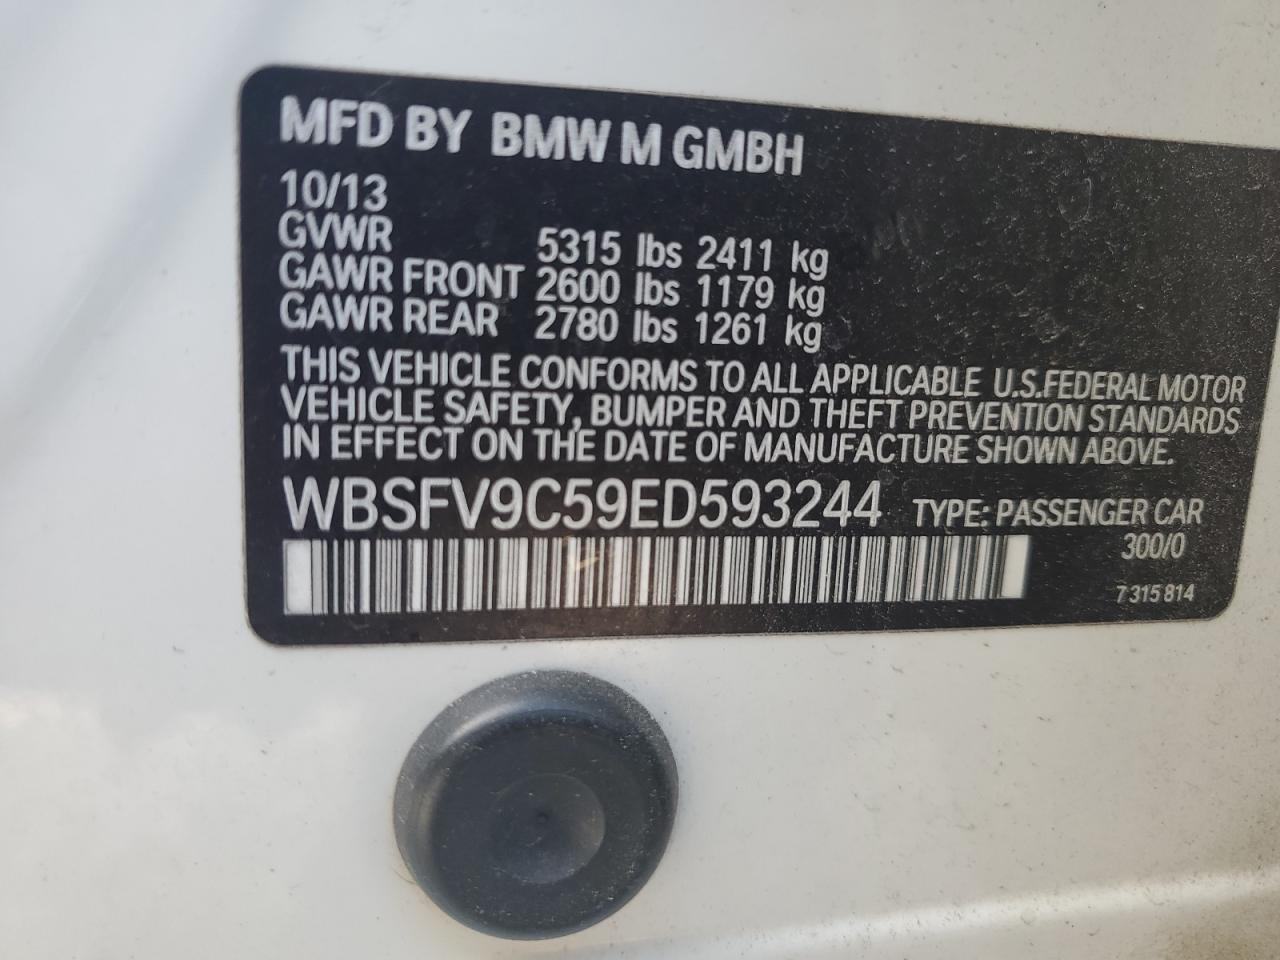 MFD BY BMW M GMBH
10/13
GVWR 5315 lbs 2411 kg
GAWR FRONT 2600 lbs 1179 kg
GAWR REAR 2780 lbs 1261 kg
THIS VEHICLE CONFORMS TO ALL APPLICABLE U.S.FEDERAL MOTOR
VEHICLE SAFETY, BUMPER AND THEFT PREVENTION STANDARDS
IN EFFECT ON THE DATE OF MANUFACTURE SHOWN ABOVE.
WBSFV9C59ED593244 TYPE: PASSENGER CAR
300/0
7 315 814